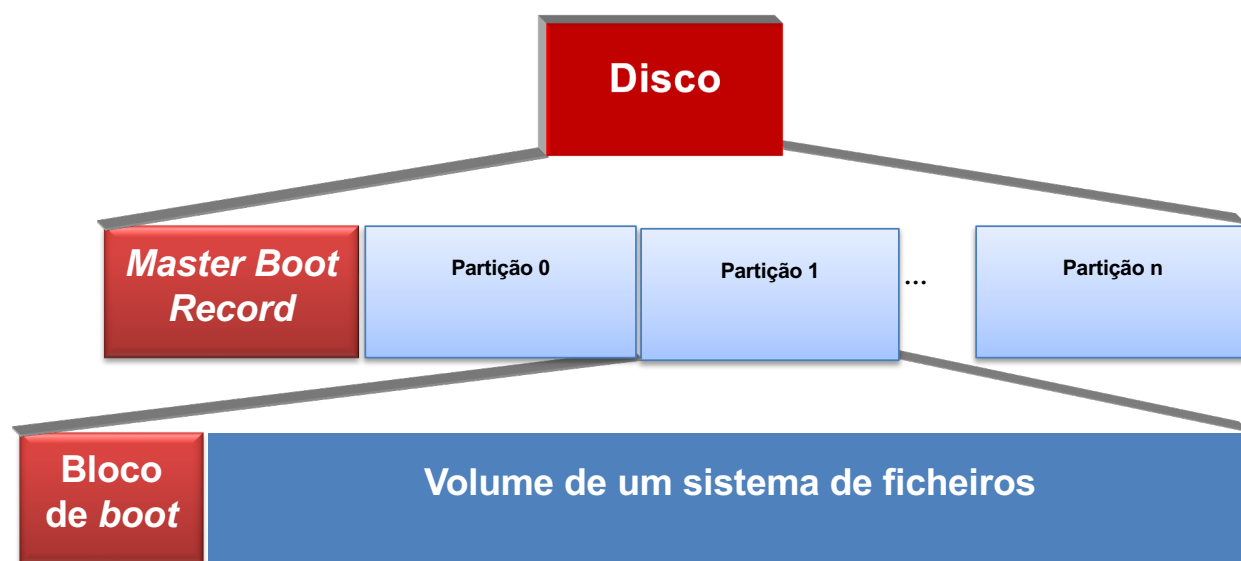 Disco
Master Boot
Record
Partição 0
Partição 1
...
Partição n
Bloco
de boot
Volume de um sistema de ficheiros